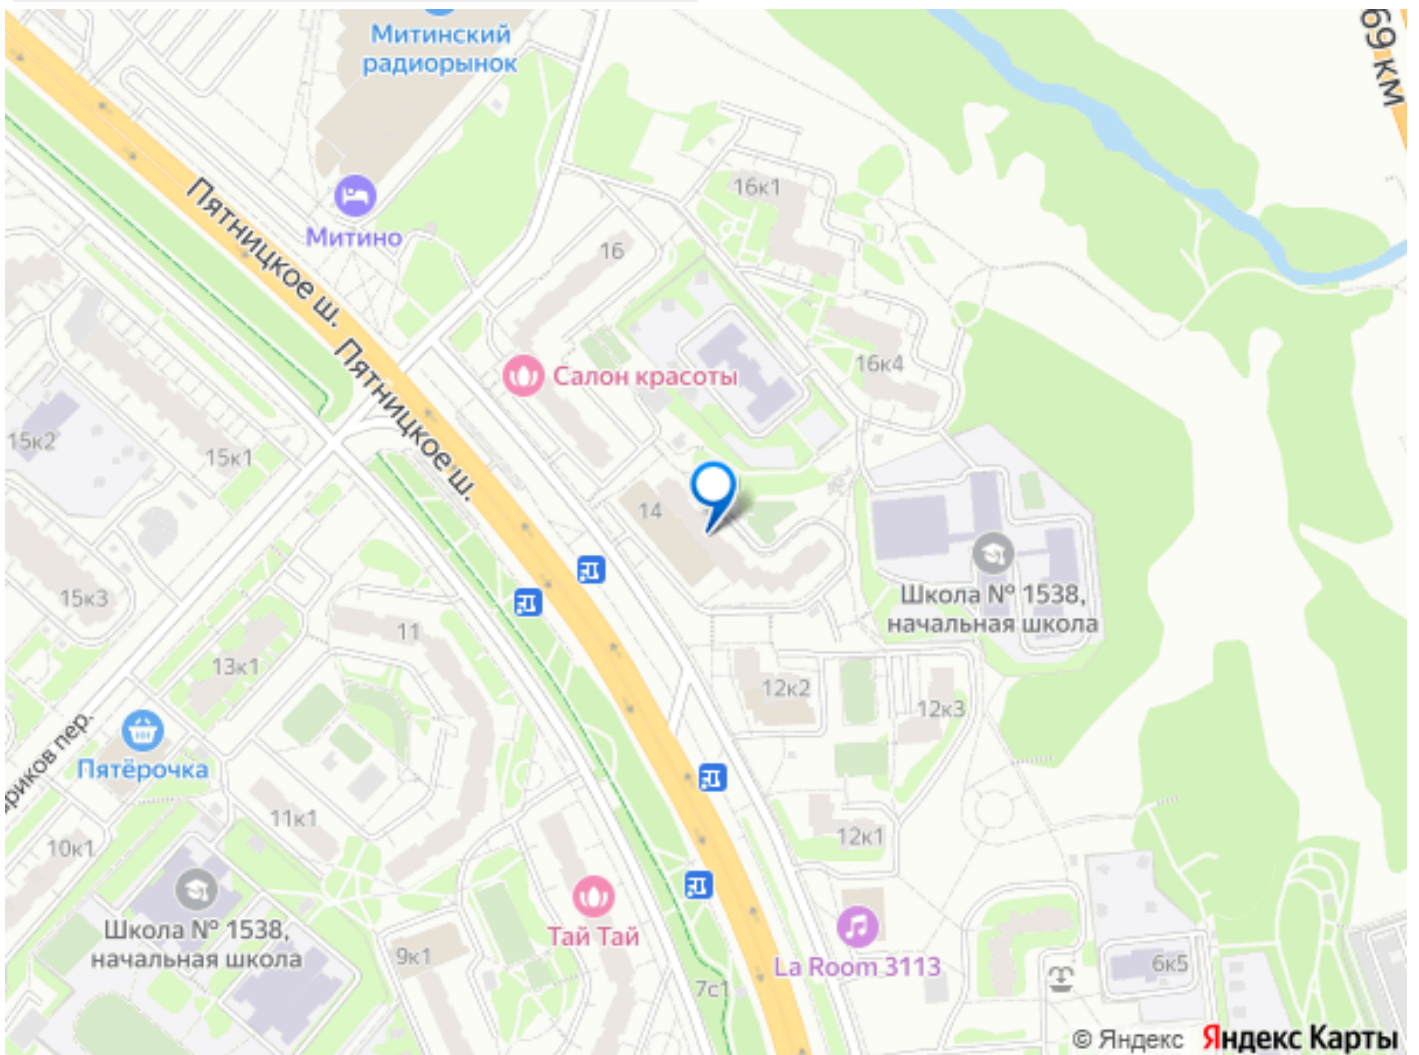 Митинский
радиорынок
69 км
16к1
Пятницкое ш.
Митино
16
Пятницкое ш.
Салон красоты
16к4
15к2
15к1
14
15к3
Школа № 1538,
начальная школа
11
13к1
12к2
12к3
Пятёрочка
11к1
12к1
10к1
Школа № 1538,
начальная школа
Тай Тай
9к1
La Room 3113
6к5
7с1
© Яндекс Яндекс Карты